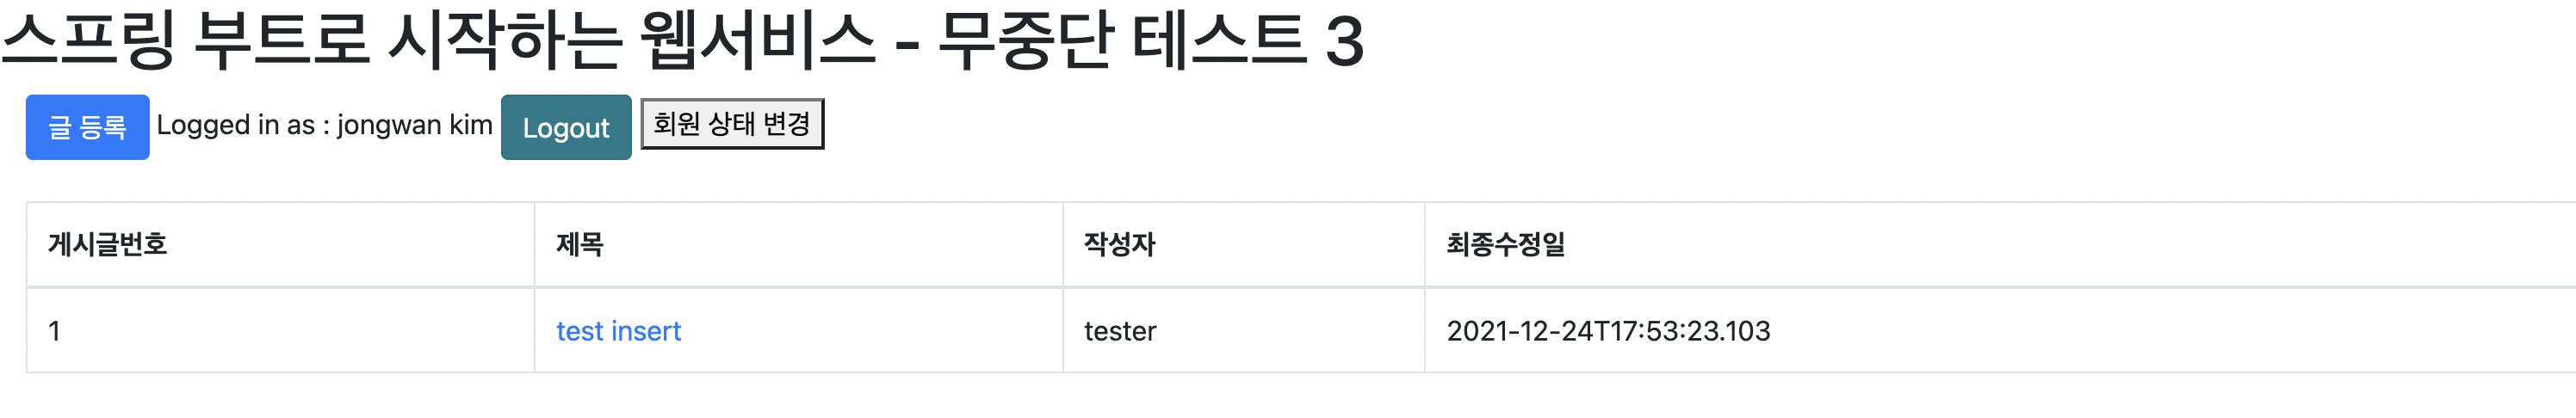 스프링 부트로 시작하는 웹서비스 - 무중단 테스트 3
글 등록 Logged in as : jongwan kim Logout 회원 상태 변경
게시글번호 제목 작성자 최종수정일
1 test insert tester 2021-12-24T17:53:23.103